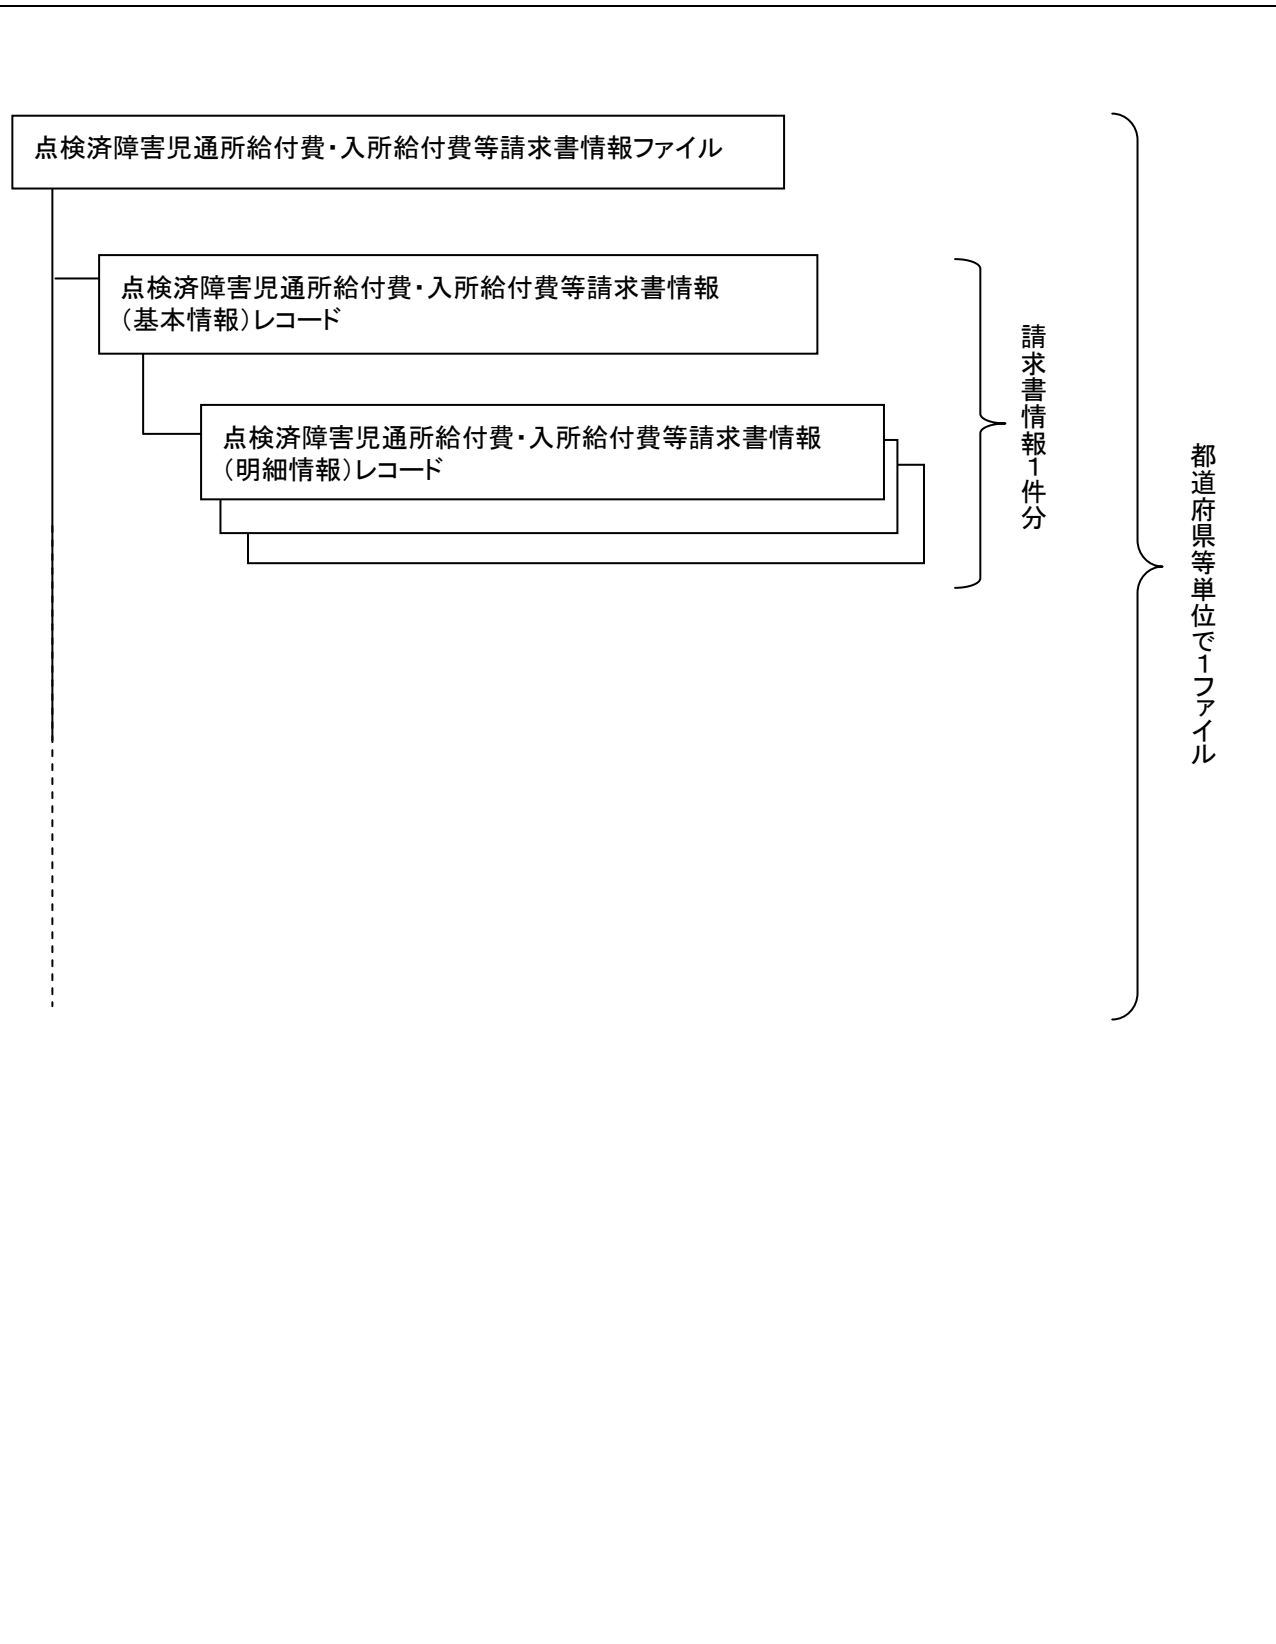 点検済障害児通所給付費・入所給付費等請求書情報ファイル
点検済障害児通所給付費・入所給付費等請求書情報
（基本情報）レコード
点検済障害児通所給付費・入所給付費等請求書情報
（明細情報）レコード
請求書情報１件分
都道府県等単位で１ファイル